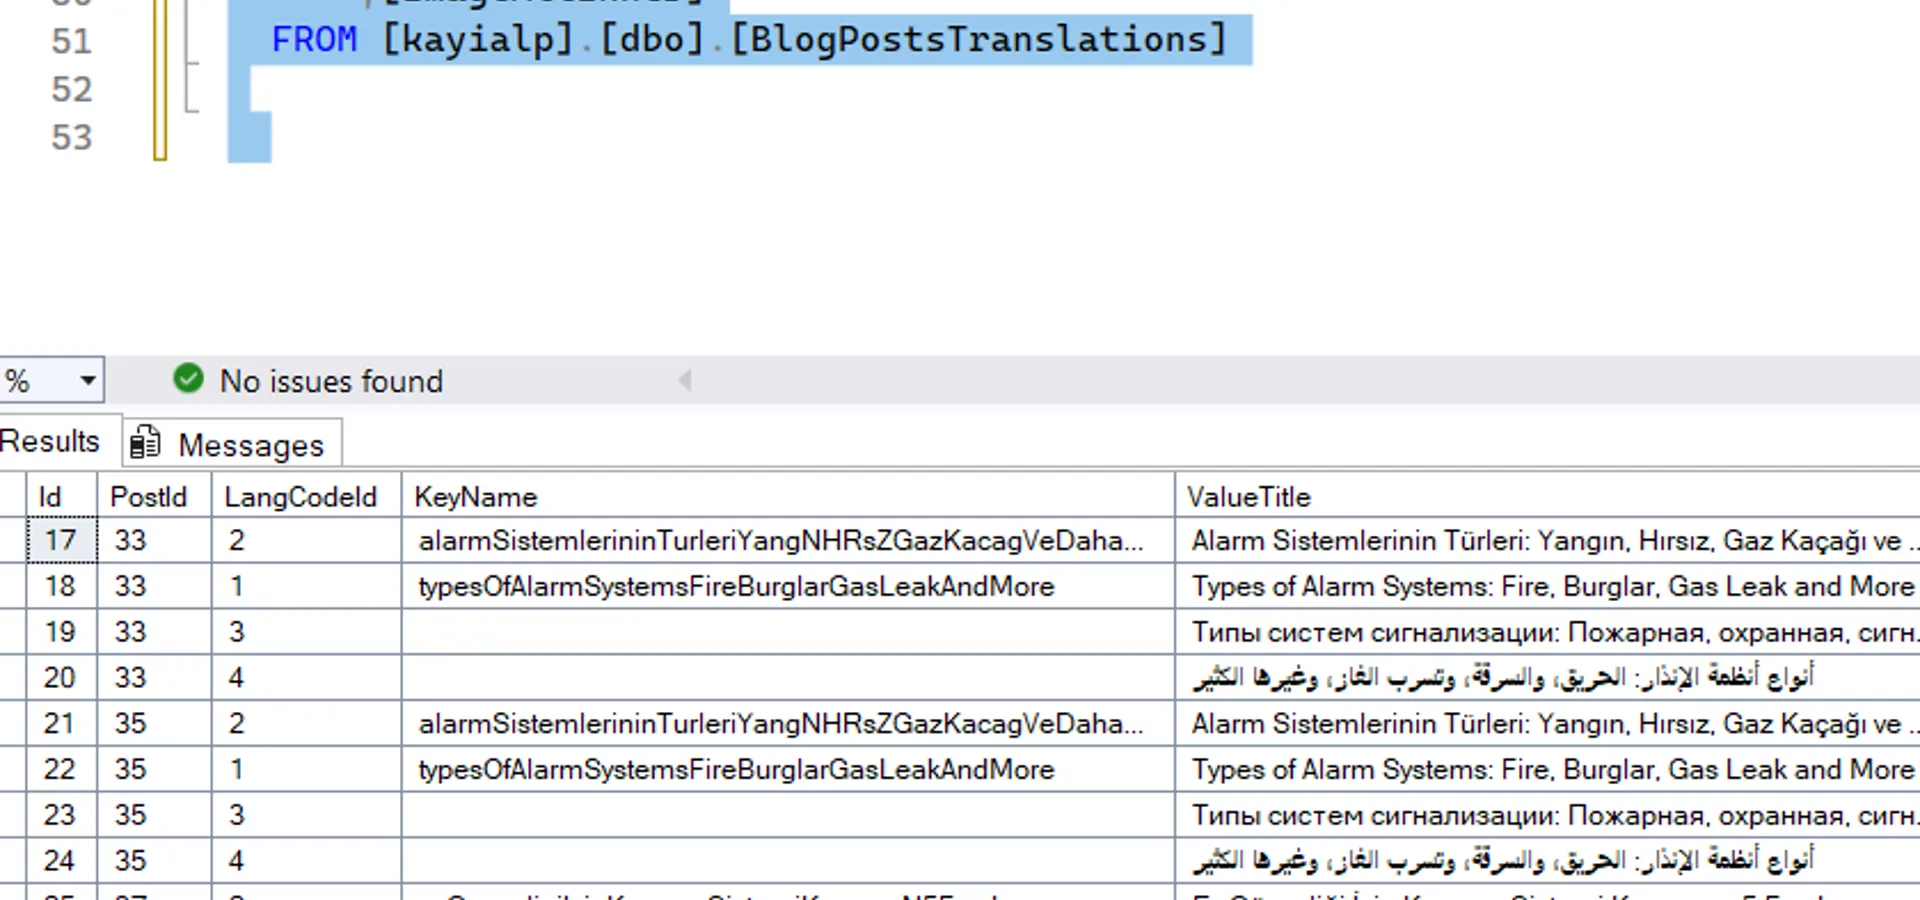 51 FROM [kayialp].[dbo].[BlogPostsTranslations]
52
53
% No issues found
Results Messages
Id PostId LangCodeId KeyName ValueTitle
17 33 2 alarmSistemlerininTurleriYangNHRsZGazKacagVeDaha... Alarm Sistemlerinin Türleri: Yangın, Hırsız, Gaz Kaçağı ve ...
18 33 1 typesOfAlarmSystemsFireBurglarGasLeakAndMore Types of Alarm Systems: Fire, Burglar, Gas Leak and More
19 33 3 Типы систем сигнализации: Пожарная, охранная, сигн...
20 33 4 أنواع أنظمة الإنذار: الحريق، والسرقة، وتسرب الغاز، وغيرها الكثير
21 35 2 alarmSistemlerininTurleriYangNHRsZGazKacagVeDaha... Alarm Sistemlerinin Türleri: Yangın, Hırsız, Gaz Kaçağı ve ...
22 35 1 typesOfAlarmSystemsFireBurglarGasLeakAndMore Types of Alarm Systems: Fire, Burglar, Gas Leak and More
23 35 3 Типы систем сигнализации: Пожарная, охранная, сигн...
24 35 4 أنواع أنظمة الإنذار: الحريق، والسرقة، وتسرب الغاز، وغيرها الكثير